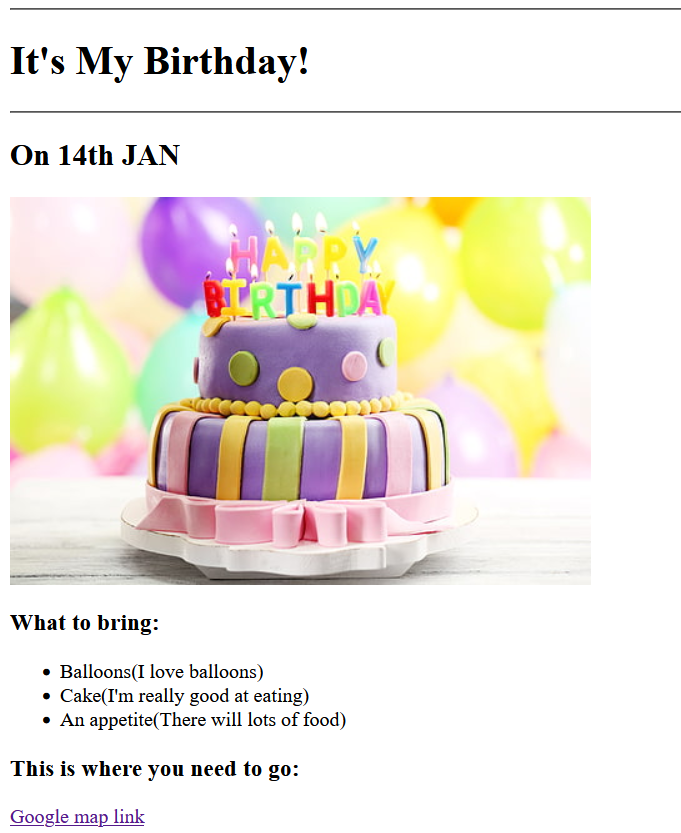 It's My Birthday!
On 14th JAN
HAPPY
BIRTHDAY
What to bring:
Balloons(I love balloons)
Cake(I'm really good at eating)
An appetite(There will lots of food)
This is where you need to go:
Google map link